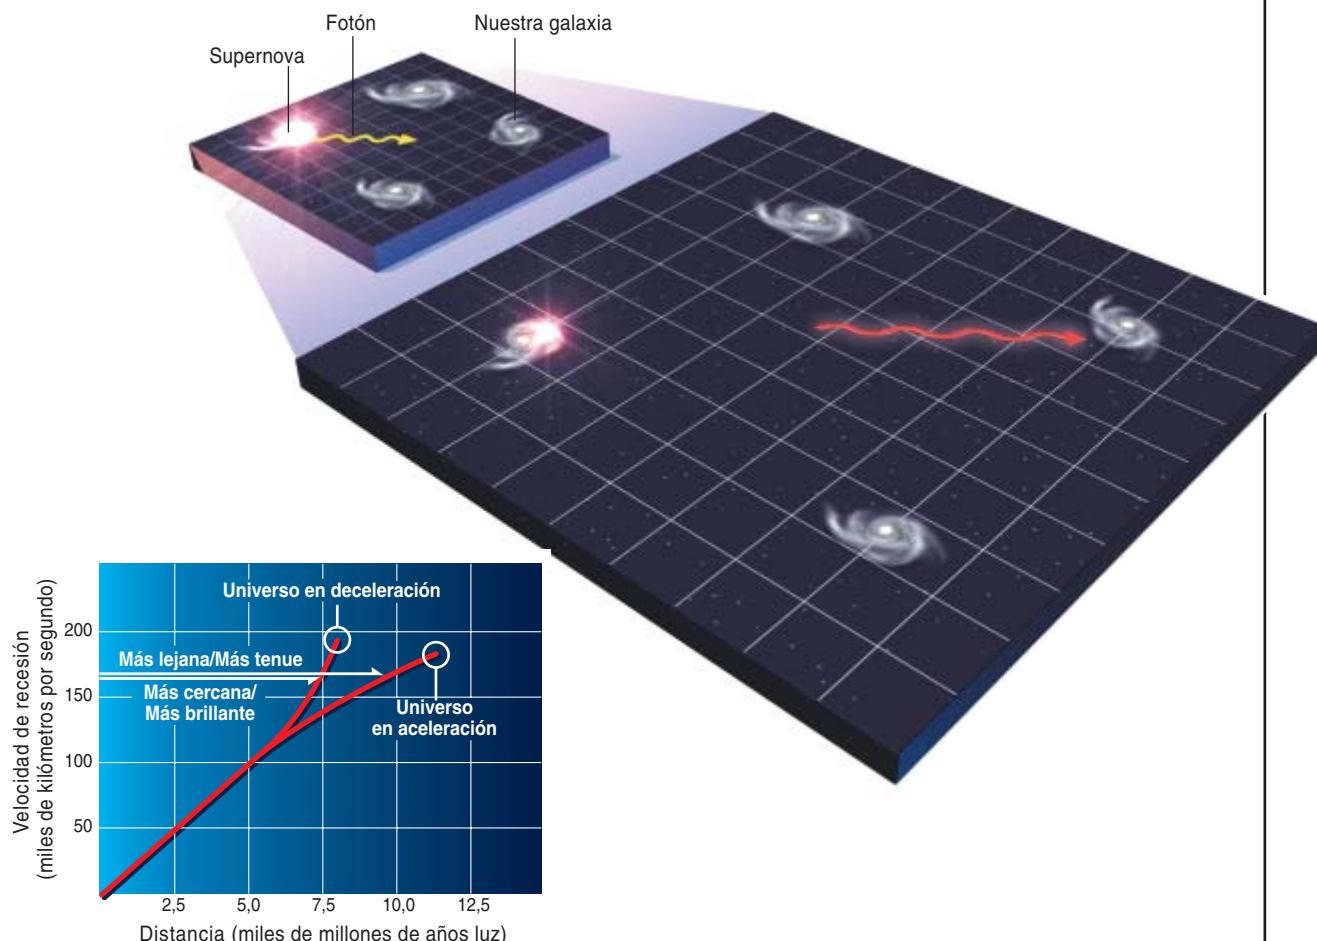 Fotón
Nuestra galaxia
Supernova
Velocidad de recesión
(miles de kilómetros por segundo)
200
150
100
50
Universo en deceleración
Más lejana/Más tenue
Más cercana/
Más brillante
Universo
en aceleración
2,5 5,0 7,5 10,0 12,5
Distancia (miles de millones de años luz)